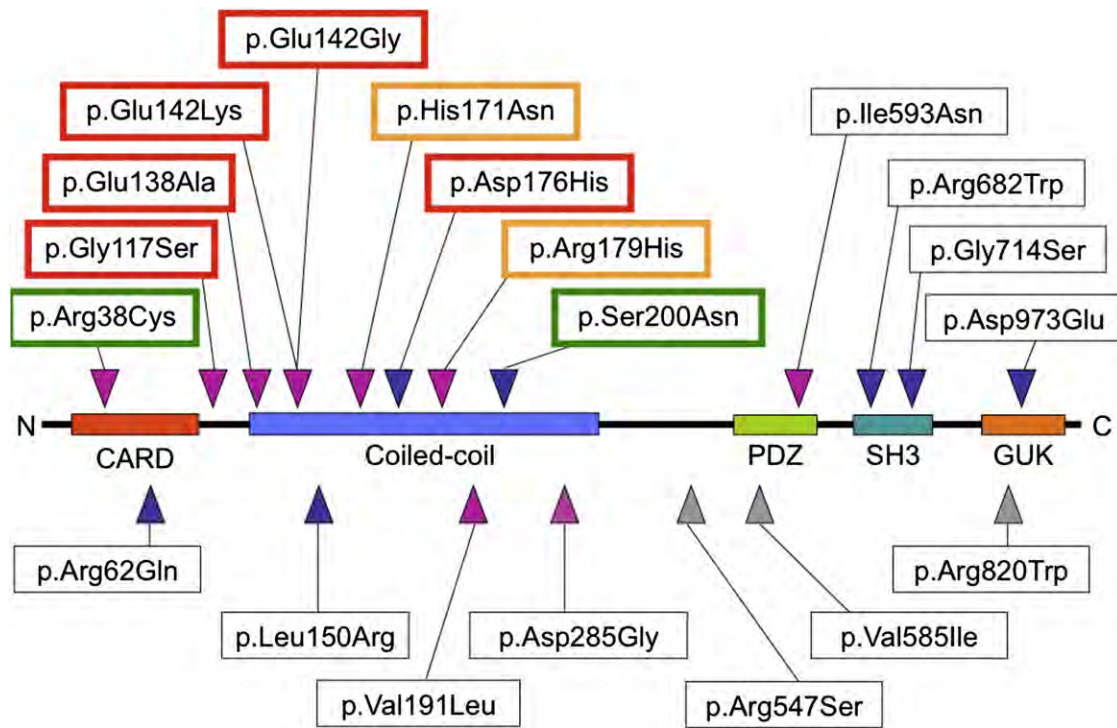 p.Glu142Gly
p.Glu142Lys
p.His171Asn
p.Ile593Asn
p.Glu138Ala
p.Asp176His
p.Arg682Trp
p.Gly117Ser
p.Arg179His
p.Gly714Ser
p.Arg38Cys
p.Ser200Asn
p.Asp973Glu
N
C
CARD
Coiled-coil
PDZ
SH3
GUK
p.Arg62Gln
p.Arg820Trp
p.Leu150Arg
p.Asp285Gly
p.Val585Ile
p.Val191Leu
p.Arg547Ser